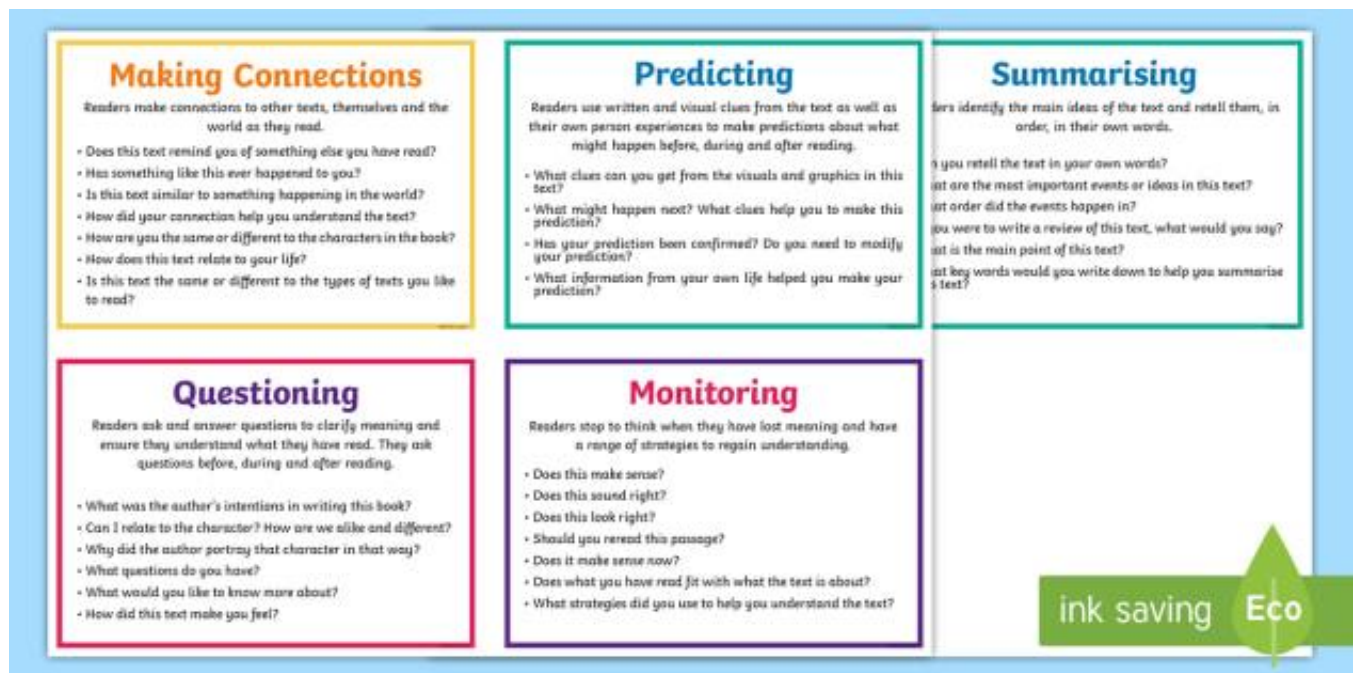 Making Connections
Readers make connections to other texts, themselves and the
world as they read.
• Does this text remind you of something else you have read?
• Has something like this ever happened to you?
• Is this text similar to something happening in the world?
• How did your connection help you understand the text?
• How are you the same or different to the characters in the book?
• How does this text relate to your life?
• Is this text the same or different to the types of texts you like
to read?
Predicting
Readers use written and visual clues from the text as well as
their own person experiences to make predictions about what
might happen before, during and after reading.
• What clues can you get from the visuals and graphics in this
text?
• What might happen next? What clues help you to make this
prediction?
• Has your prediction been confirmed? Do you need to modify
your prediction?
• What information from your own life helped you make your
prediction?
Summarising
ders identify the main ideas of the text and retell them, in
order, in their own words.
n you retell the text in your own words?
at are the most important events or ideas in this text?
at order did the events happen in?
ou were to write a review of this text, what would you say?
at is the main point of this text?
at key words would you write down to help you summarise
s text?
Questioning
Readers ask and answer questions to clarify meaning and
ensure they understand what they have read. They ask
questions before, during and after reading.
• What was the author's intentions in writing this book?
• Can I relate to the character? How are we alike and different?
• Why did the author portray that character in that way?
• What questions do you have?
• What would you like to know more about?
• How did this text make you feel?
Monitoring
Readers stop to think when they have lost meaning and have
a range of strategies to regain understanding.
• Does this make sense?
• Does this sound right?
• Does this look right?
• Should you reread this passage?
• Does it make sense now?
• Does what you have read fit with what the text is about?
• What strategies did you use to help you understand the text?
ink saving Eco